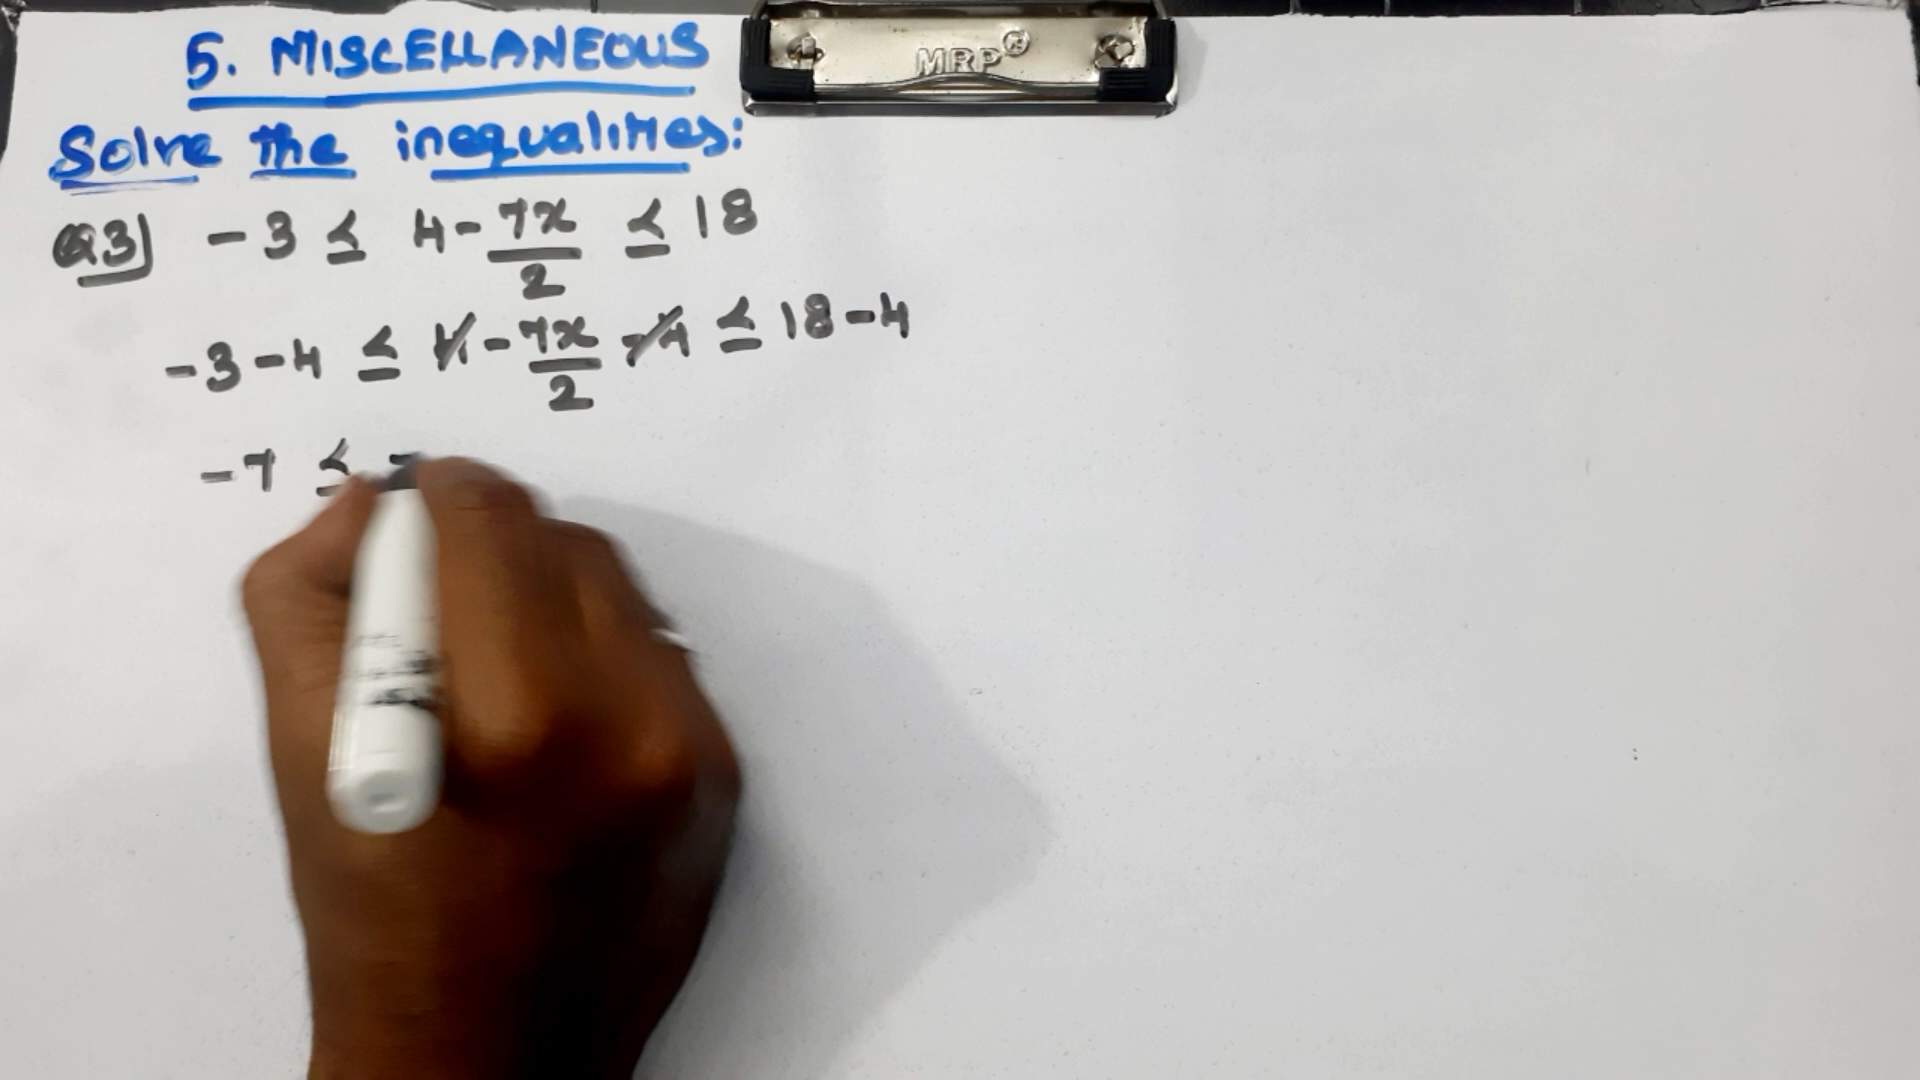 5. MISCELLANEOUS
MRP®
Solve the inequalities:
Q3) -3 ≤ 4 - 7x/2 ≤ 18
-3 - 4 ≤ 4 - 7x/2 - 4 ≤ 18 - 4
-7 ≤ -